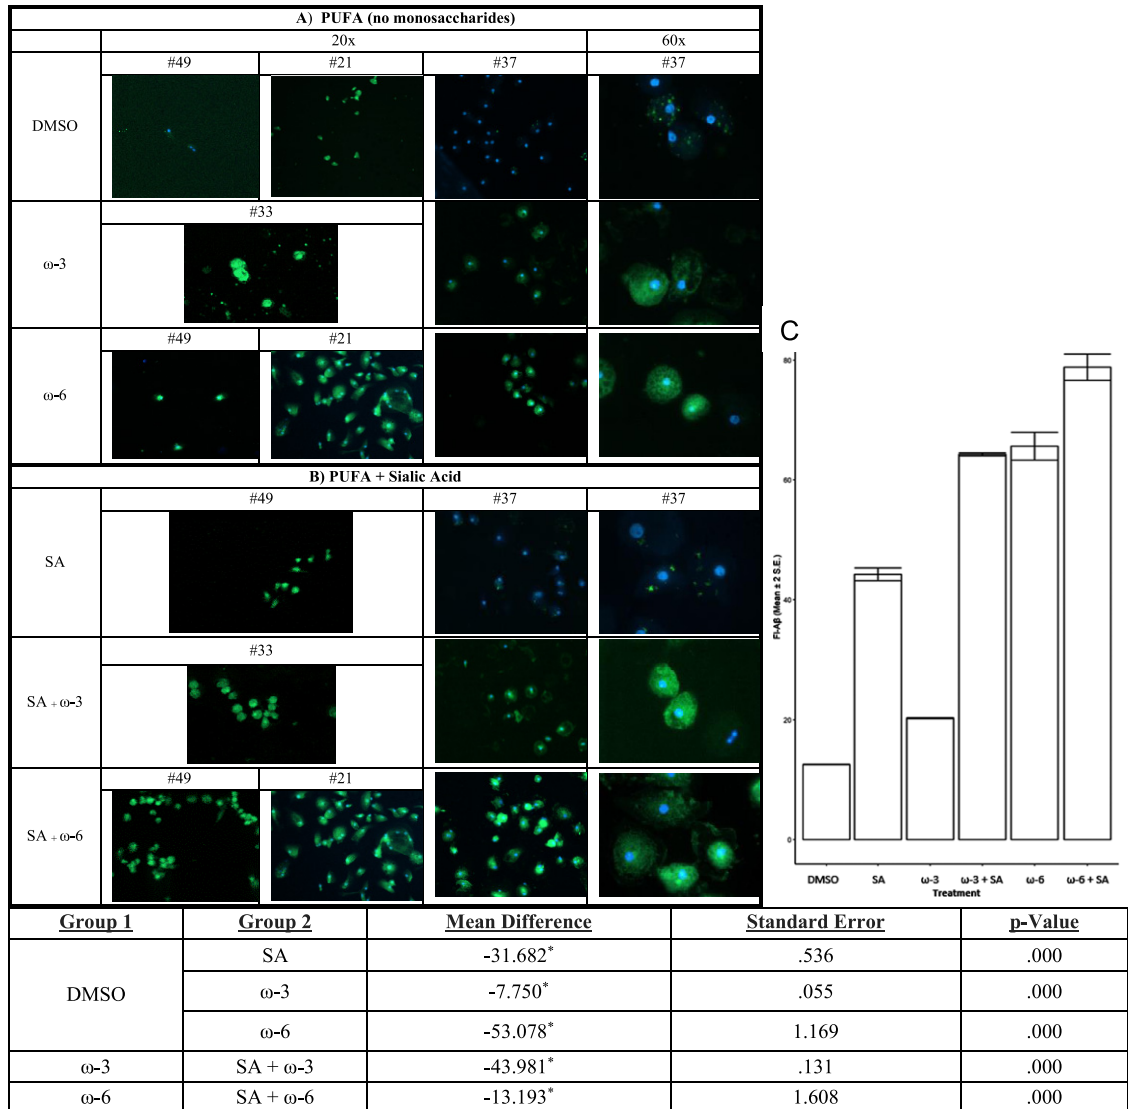 A) PUFA (no monosaccharides)
20x 60x
#49 #21 #37 #37
DMSO
#33
ω-3
#49 #21
ω-6
B) PUFA + Sialic Acid
#49 #37 #37
SA
#33
SA + ω-3
#49 #21
SA + ω-6
C
80
60
40
20
0
FI-Aβ (Mean ± 2 S.E.)
DMSO SA ω-3 ω-3 + SA ω-6 ω-6 + SA
Treatment
Group 1 Group 2 Mean Difference Standard Error p-Value
DMSO SA -31.682* .536 .000
ω-3 -7.750* .055 .000
ω-6 -53.078* 1.169 .000
ω-3 SA + ω-3 -43.981* .131 .000
ω-6 SA + ω-6 -13.193* 1.608 .000